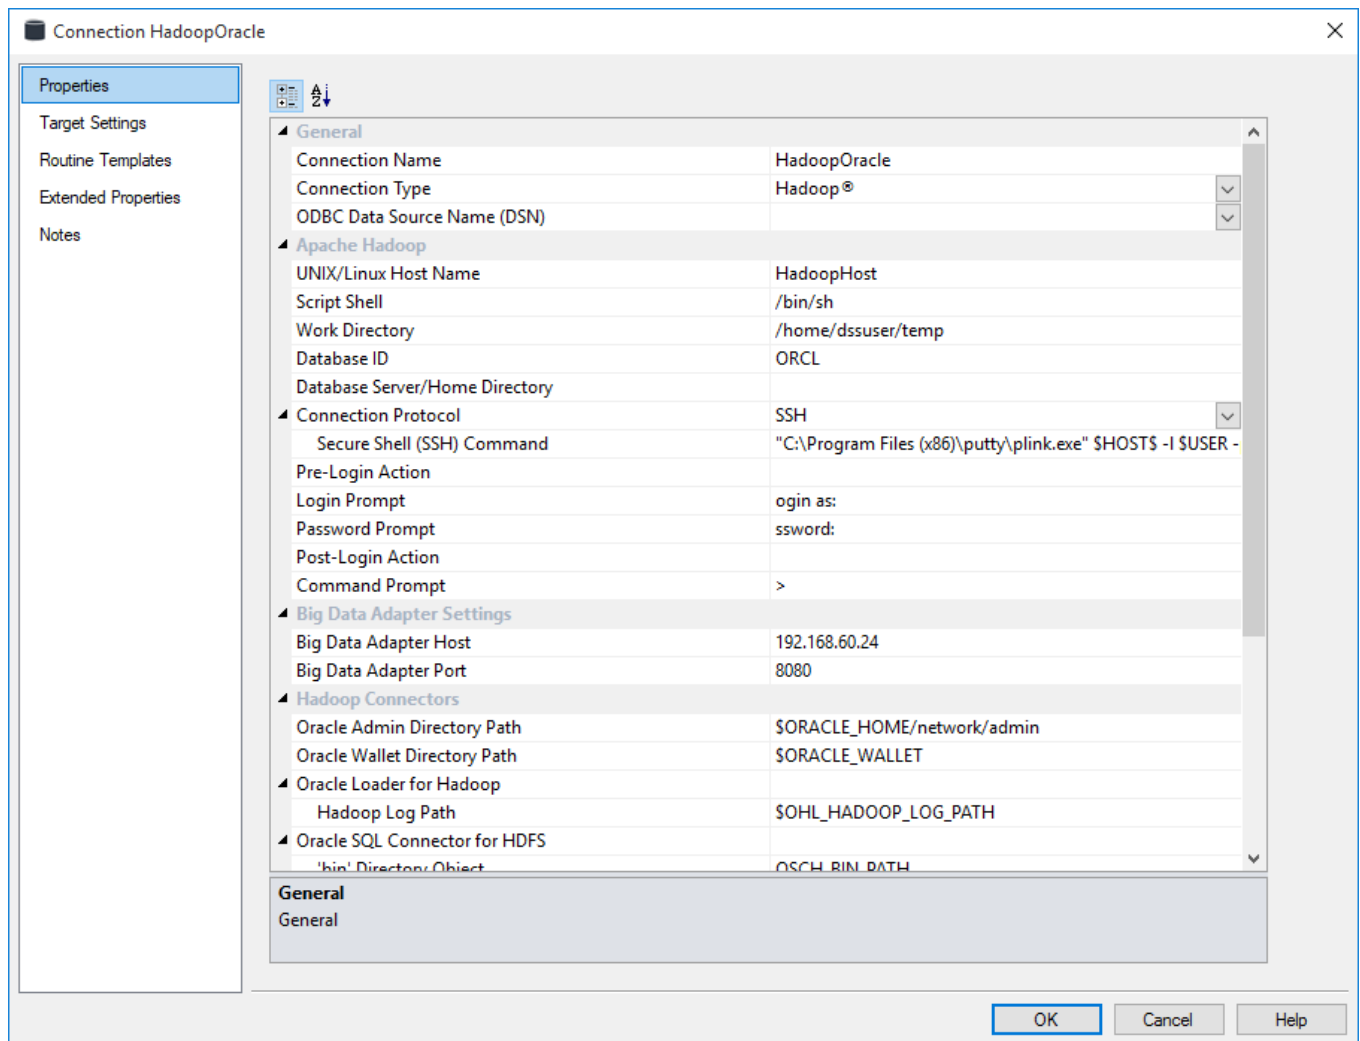 Connection HadoopOracle
Properties
Target Settings
Routine Templates
Extended Properties
Notes
General
Connection Name HadoopOracle
Connection Type Hadoop®
ODBC Data Source Name (DSN)
Apache Hadoop
UNIX/Linux Host Name HadoopHost
Script Shell /bin/sh
Work Directory /home/dssuser/temp
Database ID ORCL
Database Server/Home Directory
Connection Protocol SSH
Secure Shell (SSH) Command "C:\Program Files (x86)\putty\plink.exe" $HOST$ -l $USER -
Pre-Login Action
Login Prompt ogin as:
Password Prompt ssword:
Post-Login Action
Command Prompt >
Big Data Adapter Settings
Big Data Adapter Host 192.168.60.24
Big Data Adapter Port 8080
Hadoop Connectors
Oracle Admin Directory Path $ORACLE_HOME/network/admin
Oracle Wallet Directory Path $ORACLE_WALLET
Oracle Loader for Hadoop
Hadoop Log Path $OHL_HADOOP_LOG_PATH
Oracle SQL Connector for HDFS
'bin' Directory Object OSCH_BIN_PATH
General
General
OK Cancel Help